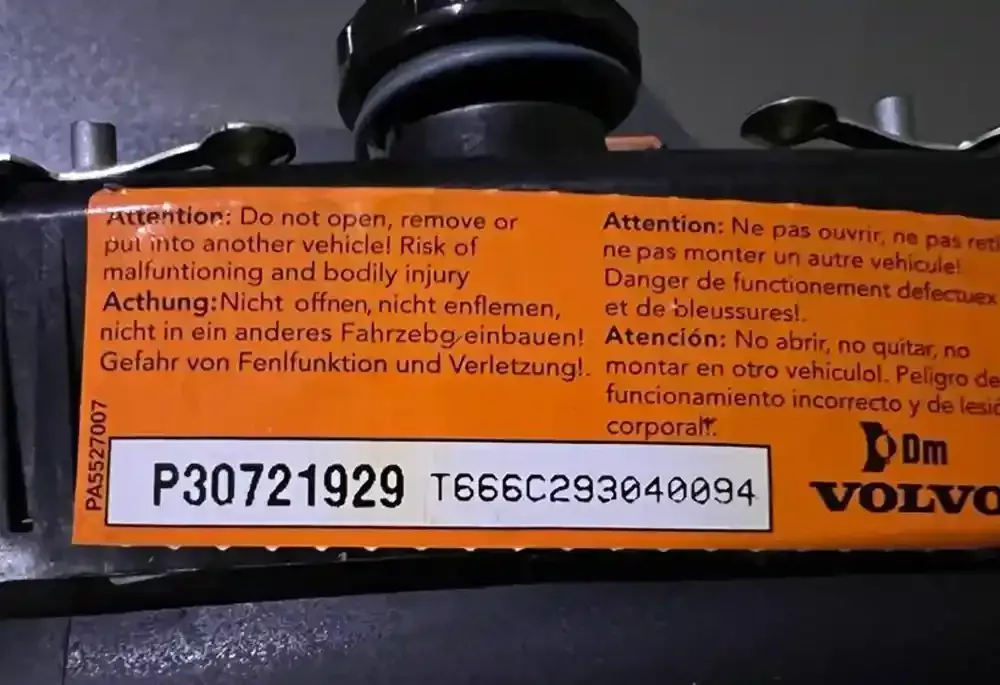 Attention: Do not open, remove or
put into another vehicle! Risk of
malfuntioning and bodily injury
Acthung:Nicht offnen, nicht enflemen,
nicht in ein anderes Fahrzebg einbauen!
Gefahr von Fenlfunktion und Verletzung!.
Attention: Ne pas ouvrir, ne pas reti
ne pas monter un autre vehicule!
Danger de functionement defectuex
et de bleussures!.
Atención: No abrir, no quitar, no
montar en otro vehiculol. Peligro de
funcionamiento incorrecto y de lesic
corporal!.
PA5527007
P30721929 T666C293040094
Dm
VOLVO